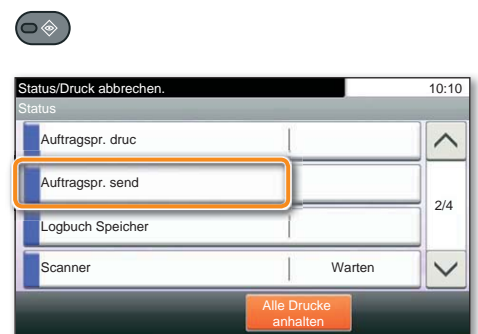 Status/Druck abbrechen. 10:10
Status
Auftragspr. druc
Auftragspr. send
2/4
Logbuch Speicher
Scanner Warten
Alle Drucke
anhalten